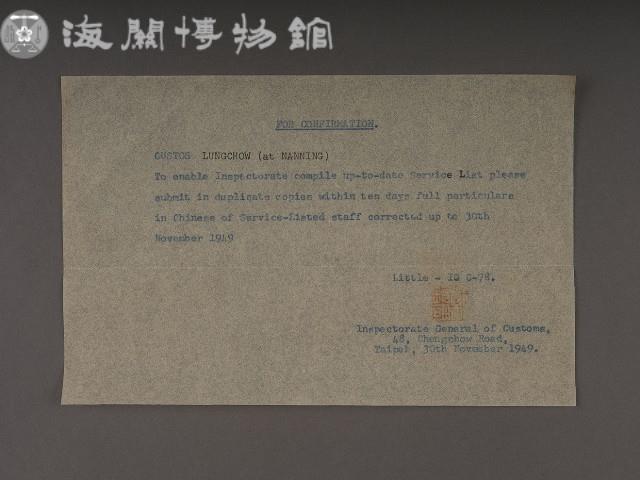 海關博物館
FOR CONFIRMATION.
CUSTOS LUNGCHOW (at NANNING)
To enable Inspectorate compile up-to-date Service List please
submit in duplicate copies within ten days full particulars
in Chinese of Service-Listed staff corrected up to 30th
November 1949
Little - IG C-78.
Inspectorate General of Customs,
48, Chengchow Road,
Taipeh, 30th November 1949.